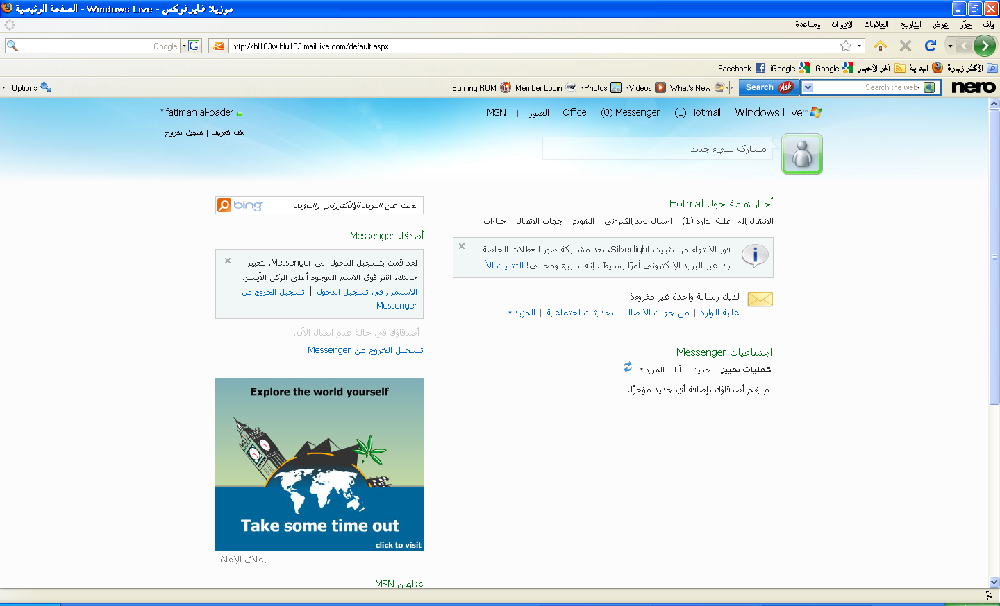 موزيلا فايرفوكس - Windows Live - الصفحة الرئيسية
ملف حرّر عرض التاريخ العلامات الأدوات مساعدة
http://bl163w.blu163.mail.live.com/default.aspx
Google
الأكثر زيارة البداية آخر الأخبار iGoogle iGoogle Facebook
nero Search the web Ask Search What's New Videos Photos Member Login my Burning ROM Options
Windows Live™ Hotmail (1) Messenger (0) Office الصور | MSN
fatimah al-bader
ملف التعريف | تسجيل الخروج
مشاركة شيء جديد
أخبار هامة حول Hotmail
الانتقال إلى علبة الوارد (1) إرسال بريد إلكتروني التقويم جهات الاتصال خيارات
فور الانتهاء من تثبيت Silverlight، تعد مشاركة صور العطلات الخاصة
بك عبر البريد الإلكتروني أمرًا بسيطًا. إنه سريع ومجاني! التثبيت الآن
لديك رسالة واحدة غير مقروءة
علبة الوارد | من جهات الاتصال | تحديثات اجتماعية | المزيد
اجتماعيات Messenger
عمليات تمييز حديث أنا المزيد
لم يقم أصدقاؤك بإضافة أي جديد مؤخرًا.
بحث عن البريد الإلكتروني والمزيد bing
أصدقاء Messenger
لقد قمت بتسجيل الدخول إلى Messenger. لتغيير
حالتك، انقر فوق الاسم الموجود أعلى الركن الأيسر.
الاستمرار في تسجيل الدخول | تسجيل الخروج من
Messenger
أصدقاؤك في حالة عدم اتصال الآن.
تسجيل الخروج من Messenger
Explore the world yourself
Take some time out
click to visit
إغلاق الإعلان
عناوين MSN
تمّ